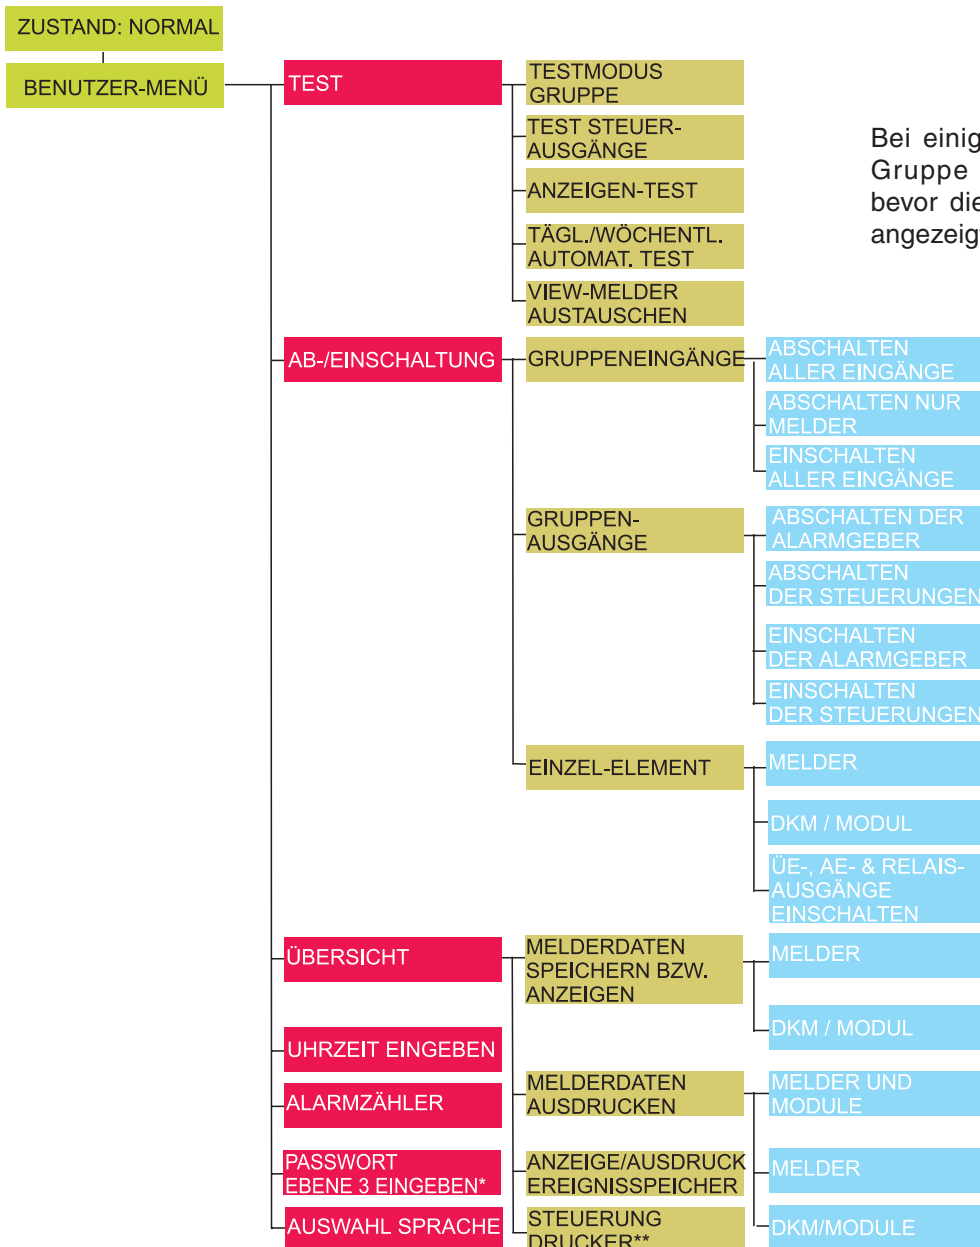 ZUSTAND: NORMAL
BENUTZER-MENÜ
TEST
TESTMODUS
GRUPPE
TEST STEUER-
AUSGÄNGE
ANZEIGEN-TEST
TÄGL./WÖCHENTL.
AUTOMAT. TEST
VIEW-MELDER
AUSTAUSCHEN
Bei einig
Gruppe
bevor die
angezeig
AB-/EINSCHALTUNG
GRUPPENEINGÄNGE
ABSCHALTEN
ALLER EINGÄNGE
ABSCHALTEN NUR
MELDER
EINSCHALTEN
ALLER EINGÄNGE
GRUPPEN-
AUSGÄNGE
ABSCHALTEN DER
ALARMGEBER
ABSCHALTEN
DER STEUERUNGEN
EINSCHALTEN
DER ALARMGEBER
EINSCHALTEN
DER STEUERUNGEN
EINZEL-ELEMENT
MELDER
DKM / MODUL
ÜE-, AE- & RELAIS-
AUSGÄNGE
EINSCHALTEN
ÜBERSICHT
MELDERDATEN
SPEICHERN BZW.
ANZEIGEN
MELDER
DKM / MODUL
MELDERDATEN
AUSDRUCKEN
MELDER UND
MODULE
MELDER
DKM/MODULE
ANZEIGE/AUSDRUCK
EREIGNISSPEICHER
STEUERUNG
DRUCKER**
UHRZEIT EINGEBEN
ALARMZÄHLER
PASSWORT
EBENE 3 EINGEBEN*
AUSWAHL SPRACHE